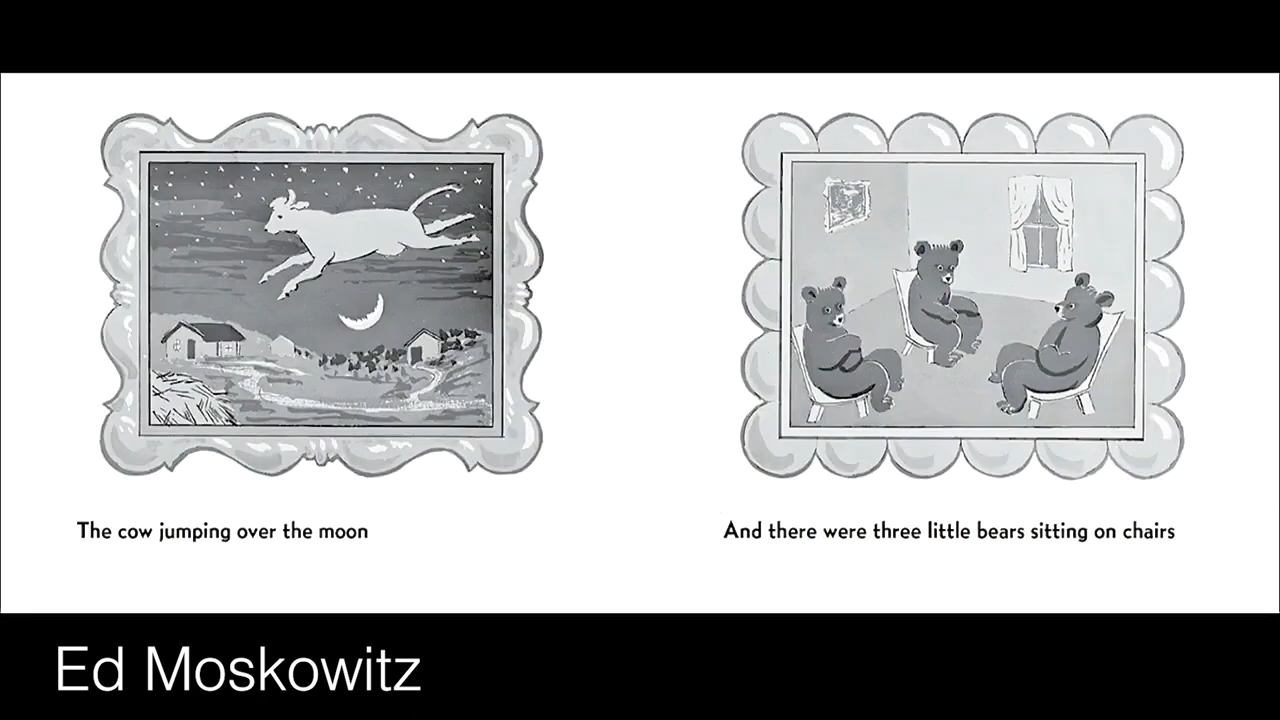 The cow jumping over the moon
And there were three little bears sitting on chairs
Ed Moskowitz